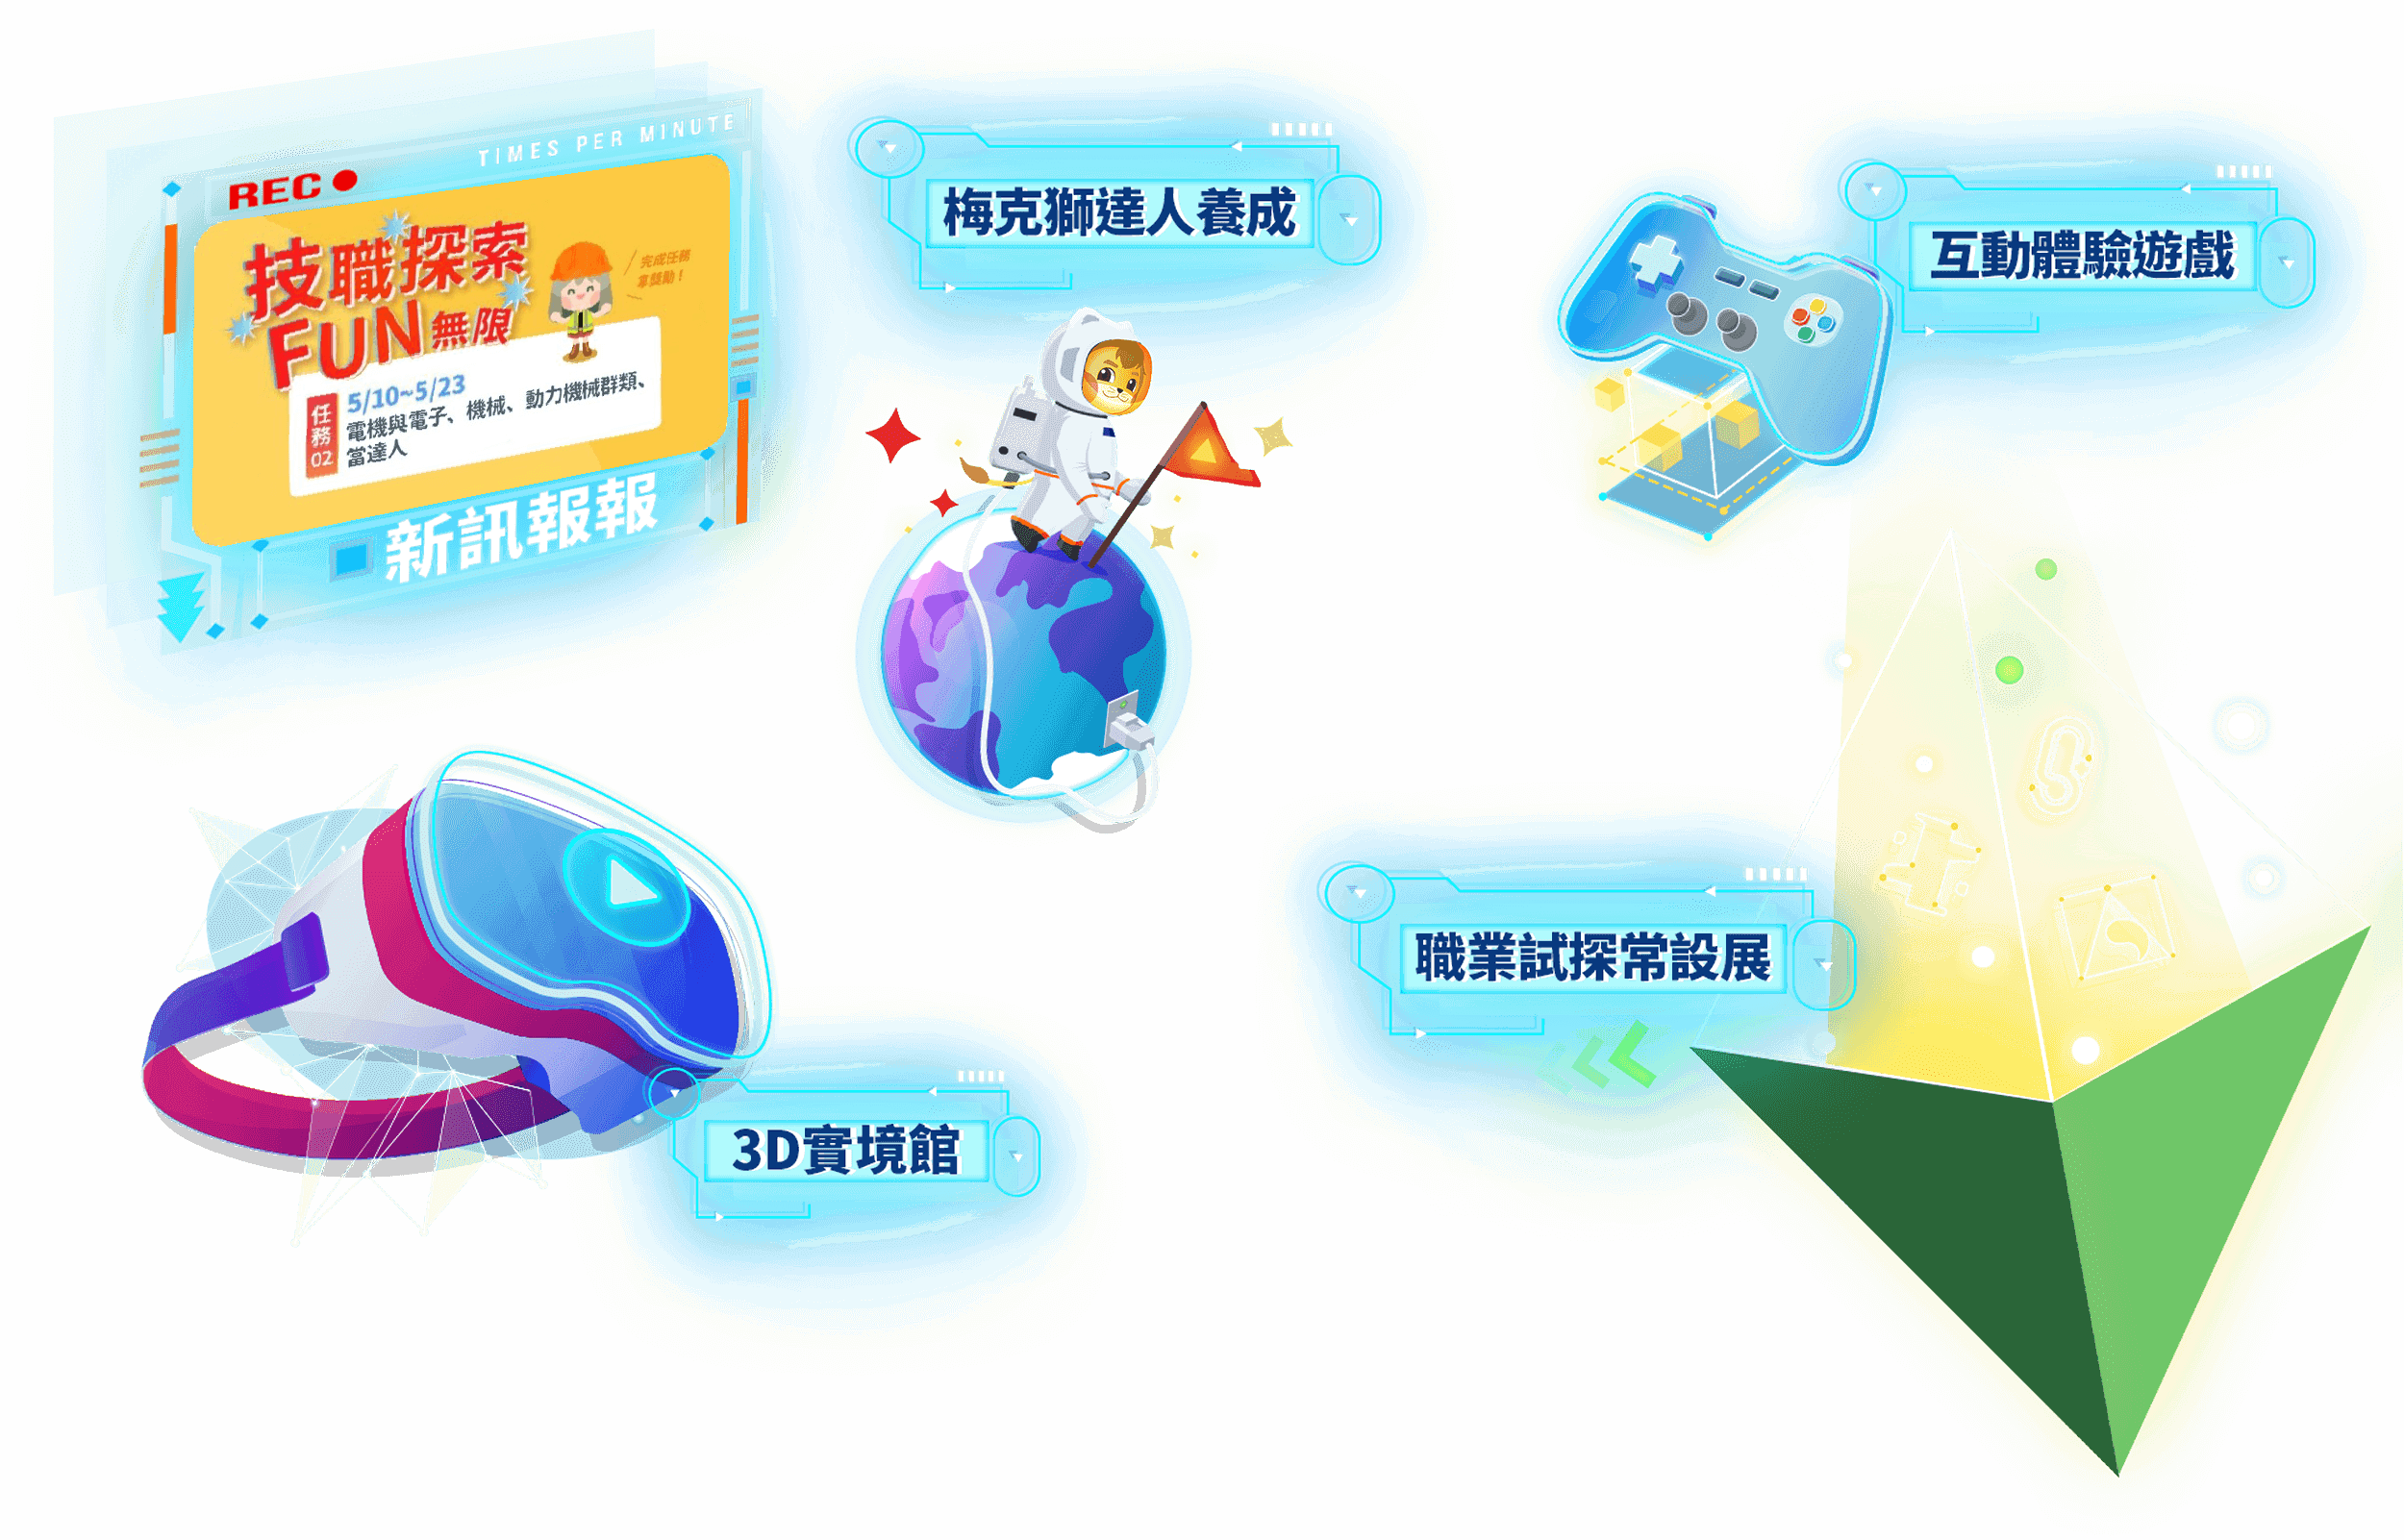 TIMES PER MINUTE
REC
技職探索
FUN無限
完成任務
拿獎勵！
任務02
5/10~5/23
電機與電子、機械、動力機械群類、
當達人
新訊報報
梅克獅達人養成
互動體驗遊戲
3D實境館
職業試探常設展